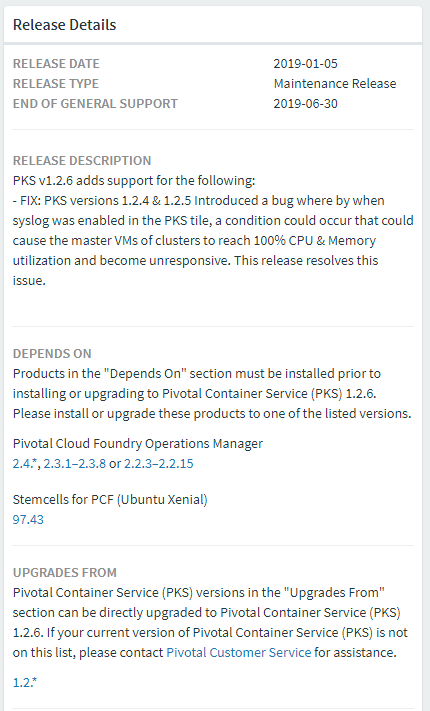 Release Details
RELEASE DATE 2019-01-05
RELEASE TYPE Maintenance Release
END OF GENERAL SUPPORT 2019-06-30
RELEASE DESCRIPTION
PKS v1.2.6 adds support for the following:
- FIX: PKS versions 1.2.4 & 1.2.5 Introduced a bug where by when
syslog was enabled in the PKS tile, a condition could occur that could
cause the master VMs of clusters to reach 100% CPU & Memory
utilization and become unresponsive. This release resolves this
issue.
DEPENDS ON
Products in the "Depends On" section must be installed prior to
installing or upgrading to Pivotal Container Service (PKS) 1.2.6.
Please install or upgrade these products to one of the listed versions.
Pivotal Cloud Foundry Operations Manager
2.4.*, 2.3.1–2.3.8 or 2.2.3–2.2.15
Stemcells for PCF (Ubuntu Xenial)
97.43
UPGRADES FROM
Pivotal Container Service (PKS) versions in the "Upgrades From"
section can be directly upgraded to Pivotal Container Service (PKS)
1.2.6. If your current version of Pivotal Container Service (PKS) is not
on this list, please contact Pivotal Customer Service for assistance.
1.2.*